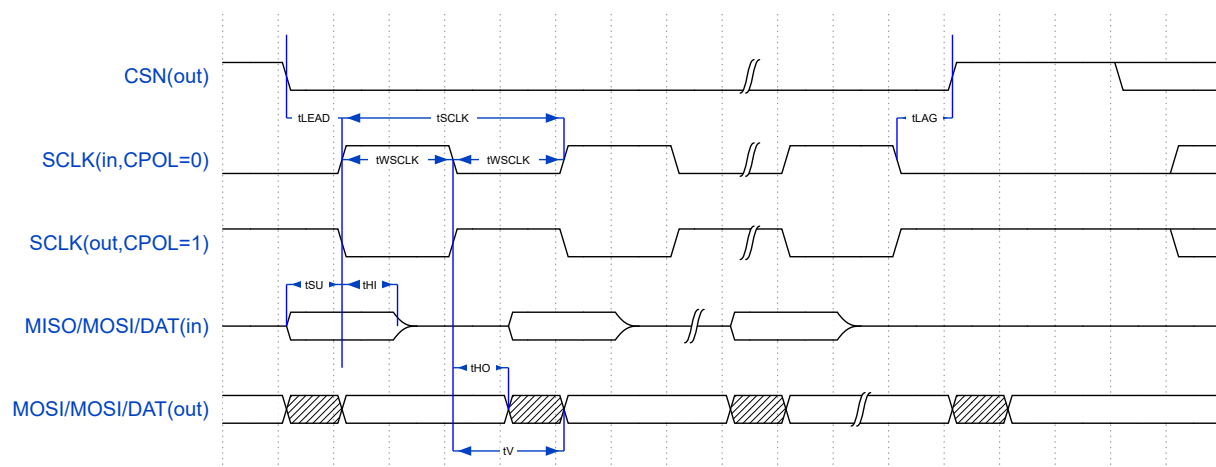 CSN(out)
tLEAD
tSCLK
tLAG
SCLK(in,CPOL=0)
tWSCLK
tWSCLK
SCLK(out,CPOL=1)
tSU
tHI
MISO/MOSI/DAT(in)
tHO
MOSI/MOSI/DAT(out)
tV